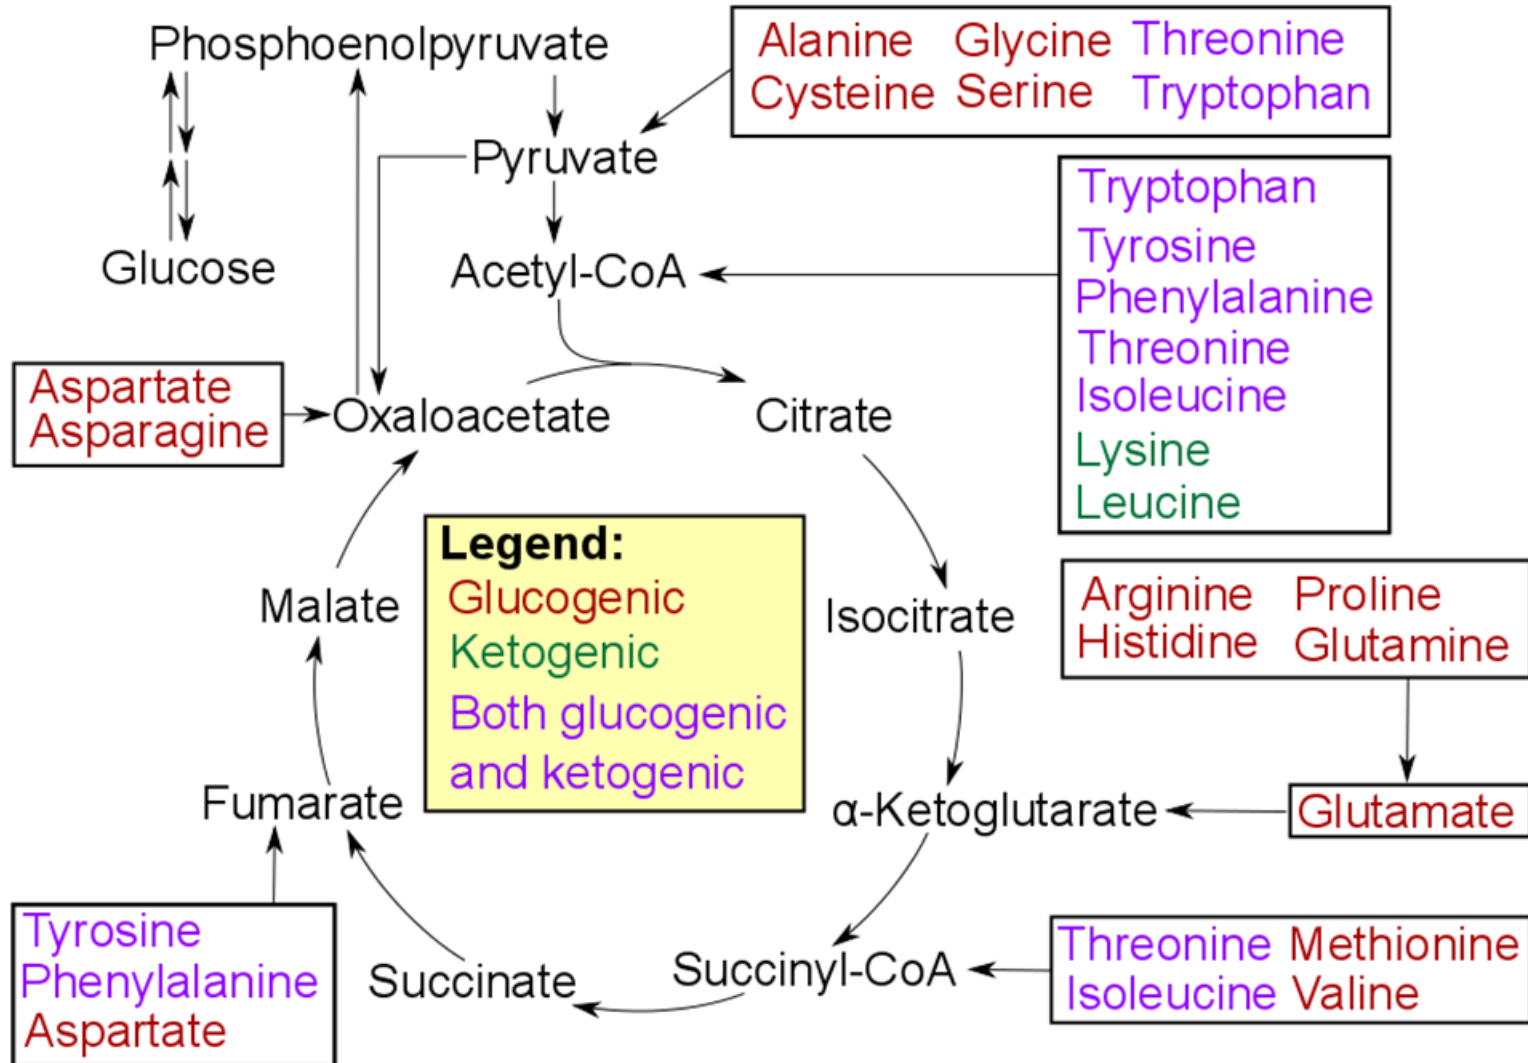 Phosphoenolpyruvate
Alanine Glycine Threonine
Cysteine Serine Tryptophan
Pyruvate
Glucose
Acetyl-CoA
Tryptophan
Tyrosine
Phenylalanine
Threonine
Isoleucine
Lysine
Leucine
Aspartate
Asparagine
Oxaloacetate
Citrate
Legend:
Glucogenic
Ketogenic
Both glucogenic
and ketogenic
Malate
Isocitrate
Arginine Proline
Histidine Glutamine
Fumarate
α-Ketoglutarate
Glutamate
Tyrosine
Phenylalanine
Aspartate
Succinate
Succinyl-CoA
Threonine Methionine
Isoleucine Valine